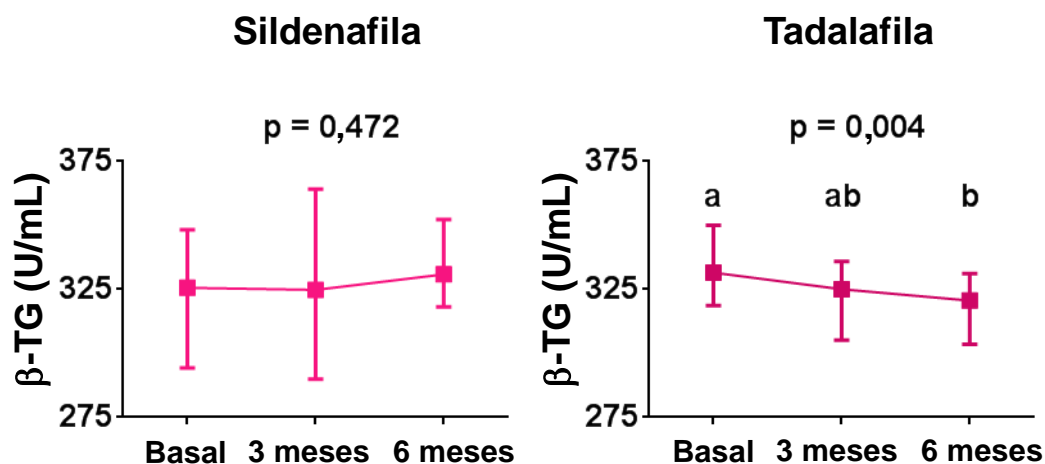 Sildenafila
p = 0,472
β-TG (U/mL)
375
325
275
Basal 3 meses 6 meses
Tadalafila
p = 0,004
β-TG (U/mL)
375
325
275
a ab b
Basal 3 meses 6 meses